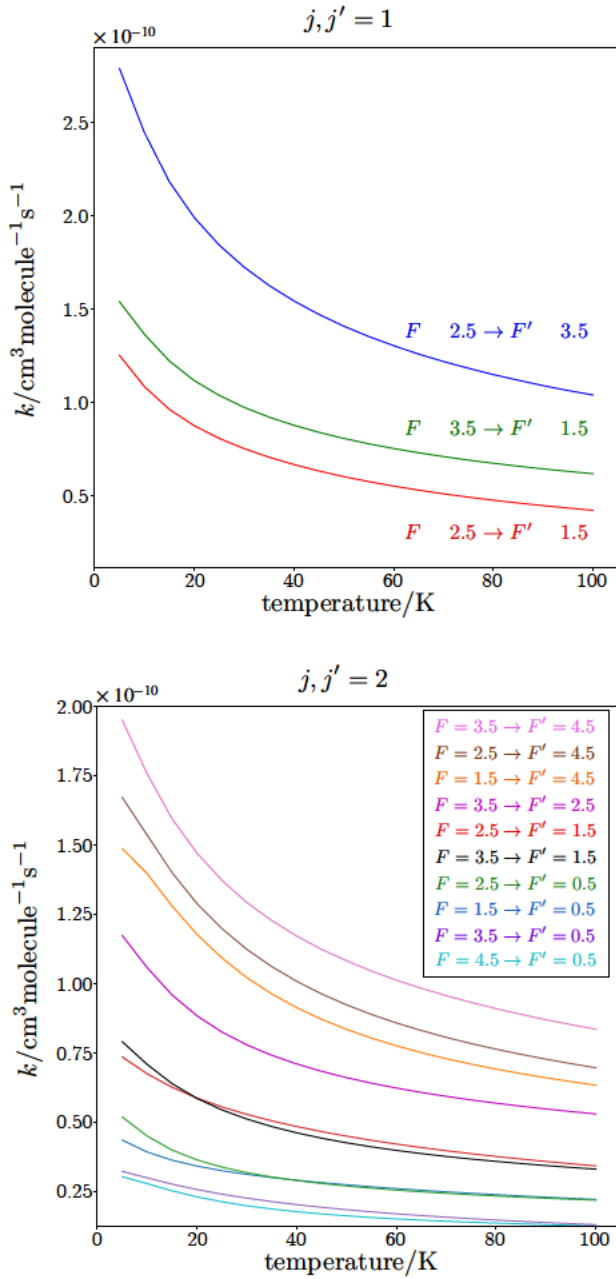 j, j′ = 1
×10−10
2.5
2.0
1.5
1.0
0.5
k/cm3molecule−1s−1
F 2.5 → F′ 3.5
F 3.5 → F′ 1.5
F 2.5 → F′ 1.5
0 20 40 60 80 100
temperature/K
j, j′ = 2
×10−10
2.00
1.75
1.50
1.25
1.00
0.75
0.50
0.25
k/cm3molecule−1s−1
F = 3.5 → F′ = 4.5
F = 2.5 → F′ = 4.5
F = 1.5 → F′ = 4.5
F = 3.5 → F′ = 2.5
F = 2.5 → F′ = 1.5
F = 3.5 → F′ = 1.5
F = 2.5 → F′ = 0.5
F = 1.5 → F′ = 0.5
F = 3.5 → F′ = 0.5
F = 4.5 → F′ = 0.5
0 20 40 60 80 100
temperature/K